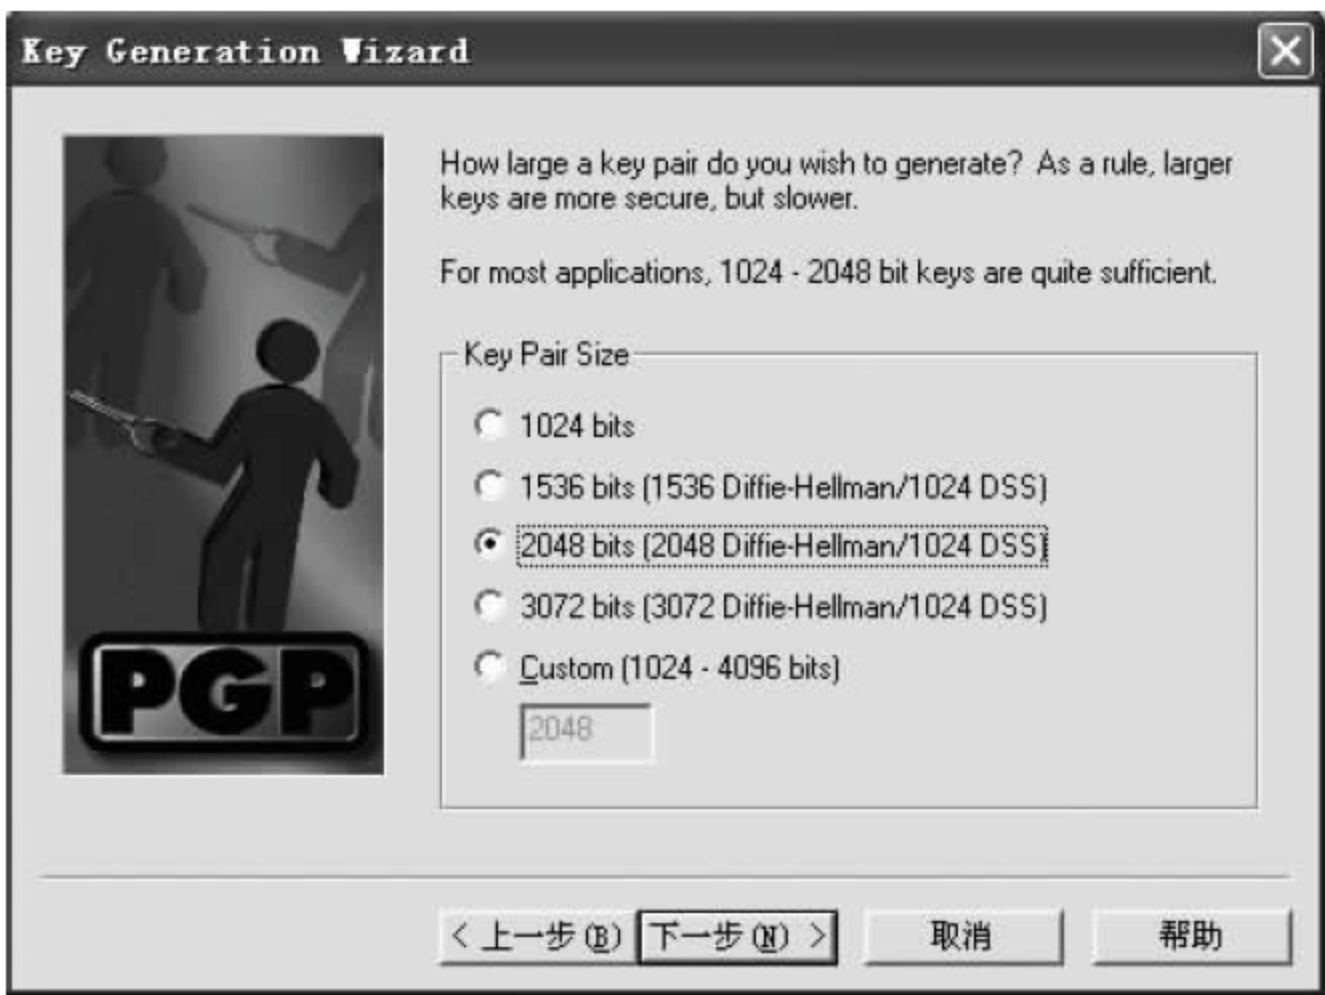 Key Generation Wizard
How large a key pair do you wish to generate? As a rule, larger
keys are more secure, but slower.
For most applications, 1024 - 2048 bit keys are quite sufficient.
Key Pair Size
1024 bits
1536 bits (1536 Diffie-Hellman/1024 DSS)
2048 bits (2048 Diffie-Hellman/1024 DSS)
3072 bits (3072 Diffie-Hellman/1024 DSS)
Custom (1024 - 4096 bits)
2048
PGP
< 上一步(B) 下一步(N) > 取消 帮助